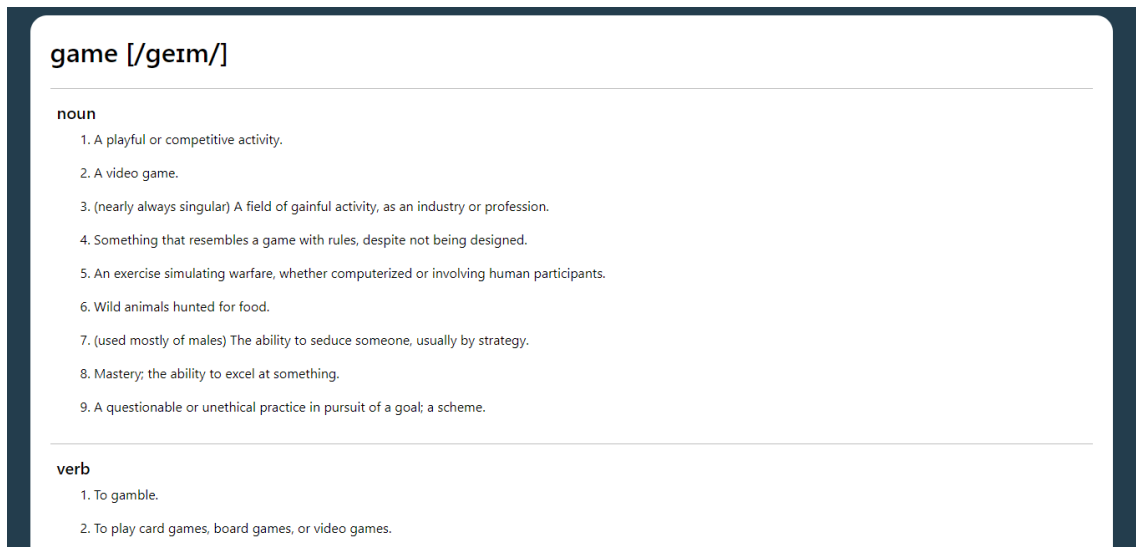 game [/geɪm/]
noun
1. A playful or competitive activity.
2. A video game.
3. (nearly always singular) A field of gainful activity, as an industry or profession.
4. Something that resembles a game with rules, despite not being designed.
5. An exercise simulating warfare, whether computerized or involving human participants.
6. Wild animals hunted for food.
7. (used mostly of males) The ability to seduce someone, usually by strategy.
8. Mastery; the ability to excel at something.
9. A questionable or unethical practice in pursuit of a goal; a scheme.
verb
1. To gamble.
2. To play card games, board games, or video games.